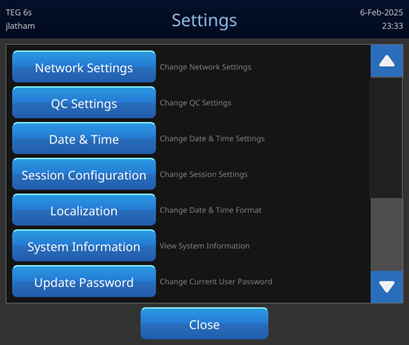 TEG 6s
jlatham
Settings
6-Feb-2025
23:33
Network Settings Change Network Settings
QC Settings Change QC Settings
Date & Time Change Date & Time Settings
Session Configuration Change Session Settings
Localization Change Date & Time Format
System Information View System Information
Update Password Change Current User Password
Close